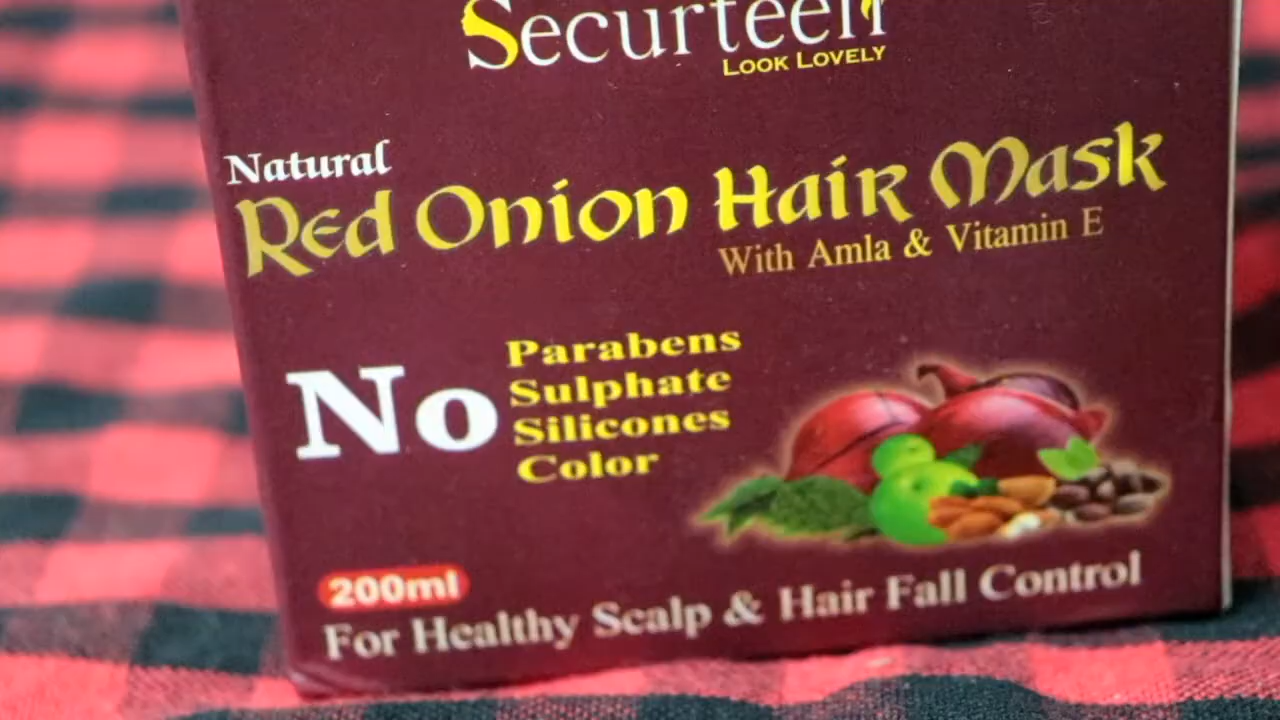 Securteen
LOOK LOVELY
Natural
Red Onion Hair Mask
With Amla & Vitamin E
No
Parabens
Sulphate
Silicones
Color
200ml
For Healthy Scalp & Hair Fall Control